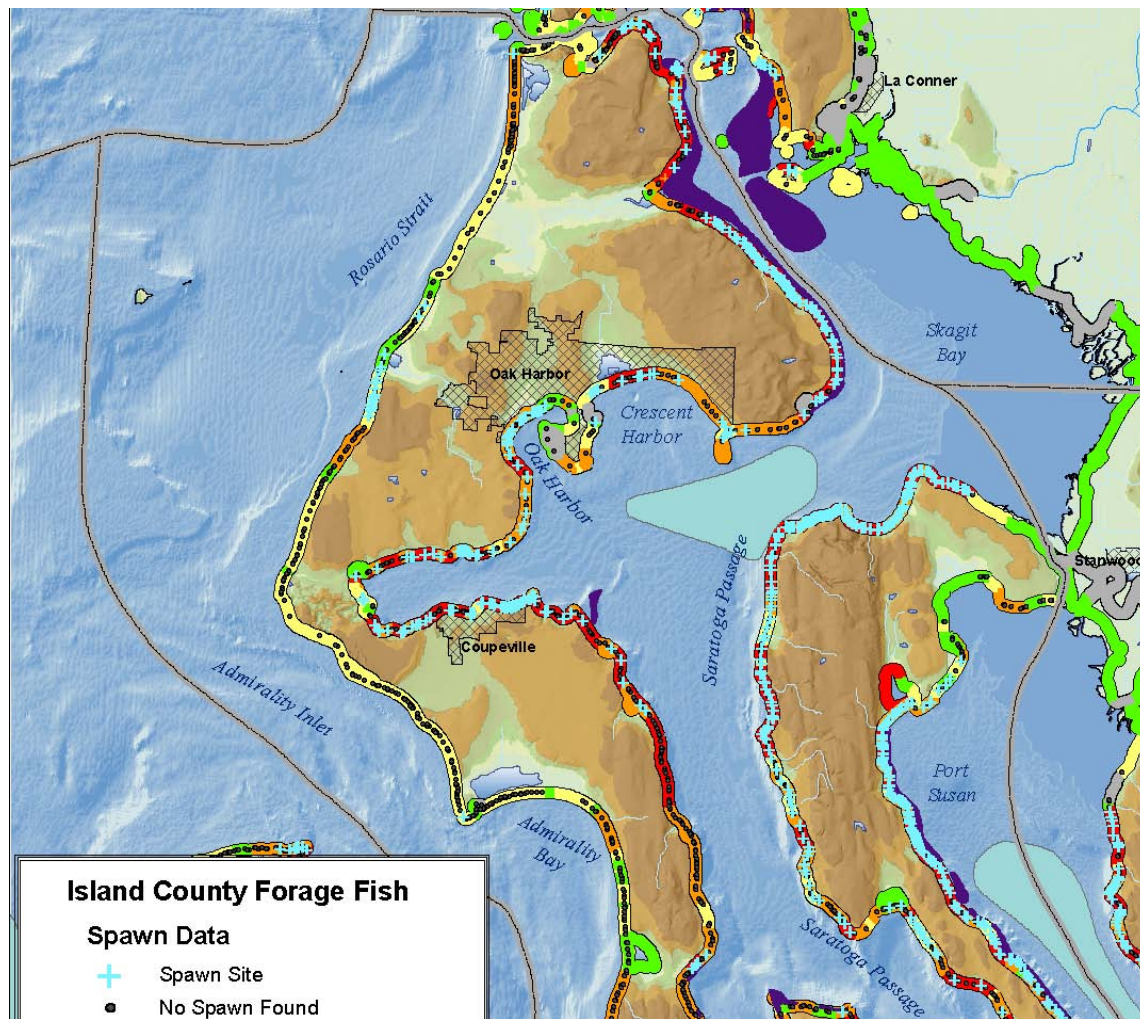 La Conner
Rosario Strait
Skagit
Bay
Oak Harbor
Crescent
Harbor
Oak Harbor
Saratoga Passage
Stanwood
Coupeville
Admirality Inlet
Port
Susan
Admirality
Bay
Saratoga Passage
Island County Forage Fish
Spawn Data
Spawn Site
No Spawn Found